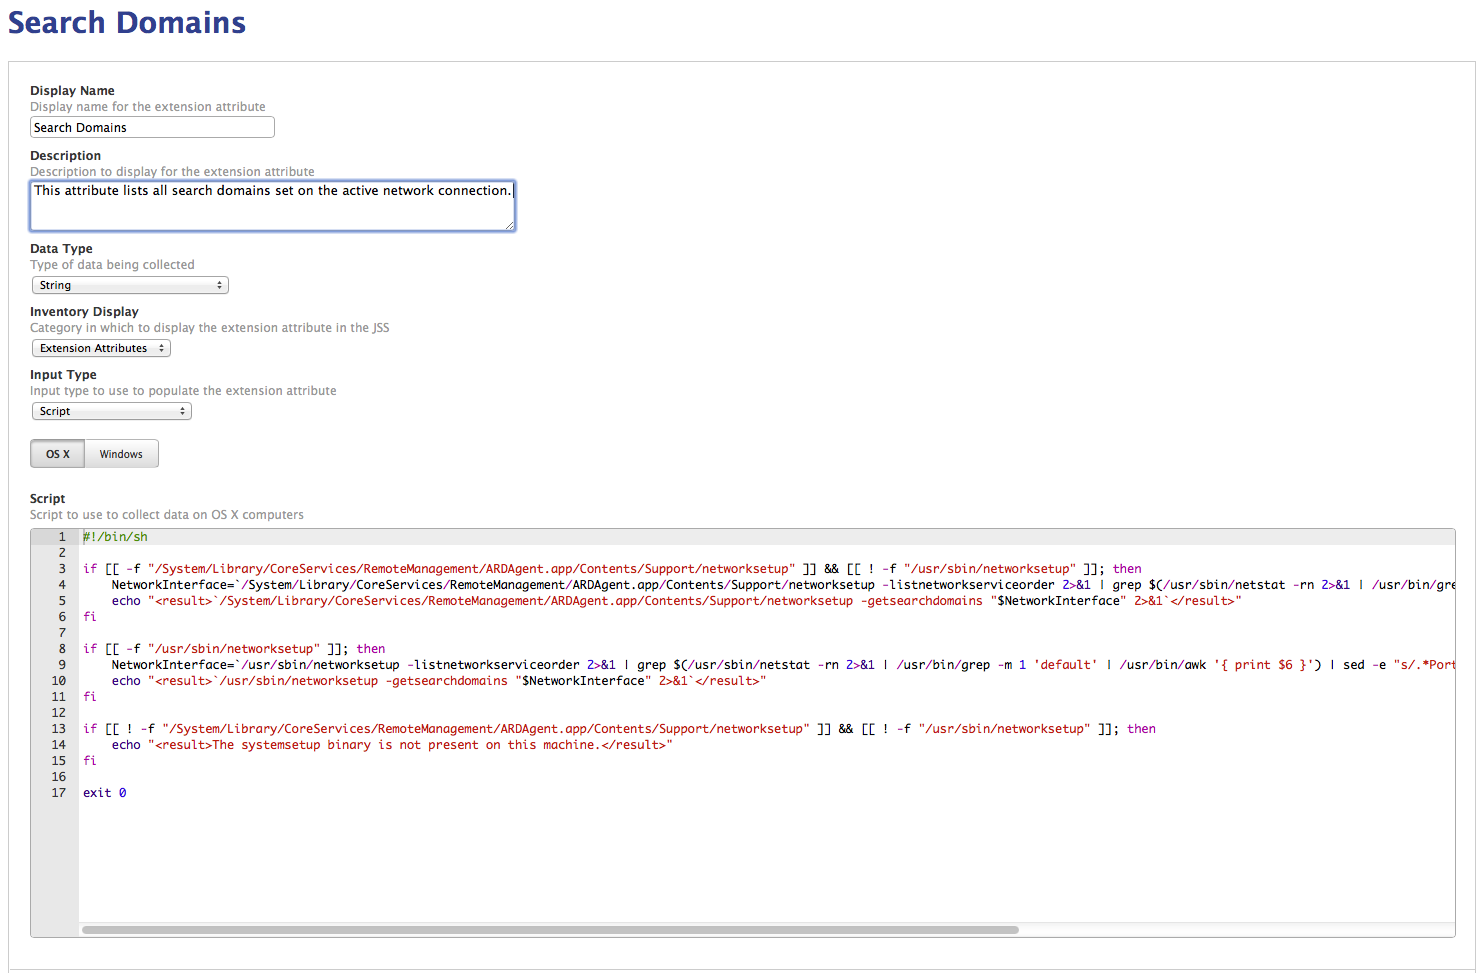 Search Domains
Display Name
Display name for the extension attribute
Search Domains
Description
Description to display for the extension attribute
This attribute lists all search domains set on the active network connection.
Data Type
Type of data being collected
String
Inventory Display
Category in which to display the extension attribute in the JSS
Extension Attributes
Input Type
Input type to use to populate the extension attribute
Script
OS X Windows
Script
Script to use to collect data on OS X computers
1 #!/bin/sh
2
3 if [[ -f "/System/Library/CoreServices/RemoteManagement/ARDAgent.app/Contents/Support/networksetup" ]] && [[ ! -f "/usr/sbin/networksetup" ]]; then
4 NetworkInterface=`/System/Library/CoreServices/RemoteManagement/ARDAgent.app/Contents/Support/networksetup -listnetworkserviceorder 2>&1 | grep $(/usr/sbin/netstat -rn 2>&1 | /usr/bin/gre
5 echo "<result>`/System/Library/CoreServices/RemoteManagement/ARDAgent.app/Contents/Support/networksetup -getsearchdomains "$NetworkInterface" 2>&1`</result>"
6 fi
7
8 if [[ -f "/usr/sbin/networksetup" ]]; then
9 NetworkInterface=`/usr/sbin/networksetup -listnetworkserviceorder 2>&1 | grep $(/usr/sbin/netstat -rn 2>&1 | /usr/bin/grep -m 1 'default' | /usr/bin/awk '{ print $6 }') | sed -e "s/.*Port
10 echo "<result>`/usr/sbin/networksetup -getsearchdomains "$NetworkInterface" 2>&1`</result>"
11 fi
12
13 if [[ ! -f "/System/Library/CoreServices/RemoteManagement/ARDAgent.app/Contents/Support/networksetup" ]] && [[ ! -f "/usr/sbin/networksetup" ]]; then
14 echo "<result>The systemsetup binary is not present on this machine.</result>"
15 fi
16
17 exit 0